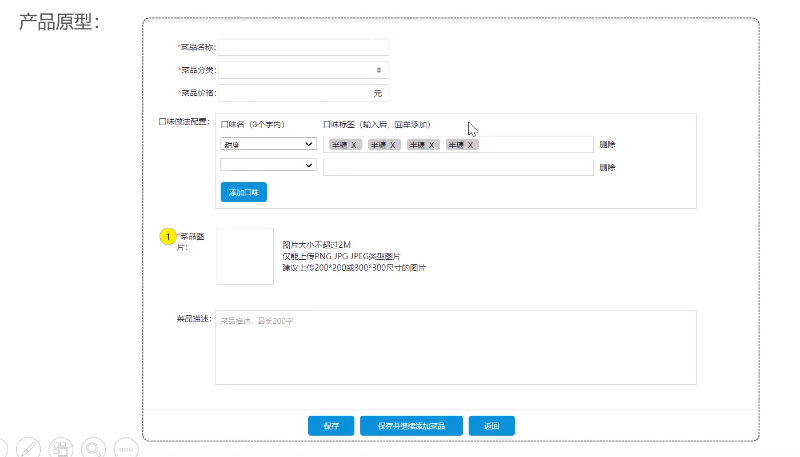 产品原型：
*菜品名称：
*菜品分类：
*菜品价格： 元
口味做法配置： 口味名（3个字内） 口味标签（输入后，回车添加）
甜度 半糖 X 半糖 X 半糖 X 半糖 X 删除
删除
添加口味
1 *菜品图片：
图片大小不超过2M
仅能上传PNG JPG JPEG类型图片
建议上传200*200或300*300尺寸的图片
菜品描述： 菜品描述，最长200字
保存 保存并继续添加菜品 返回